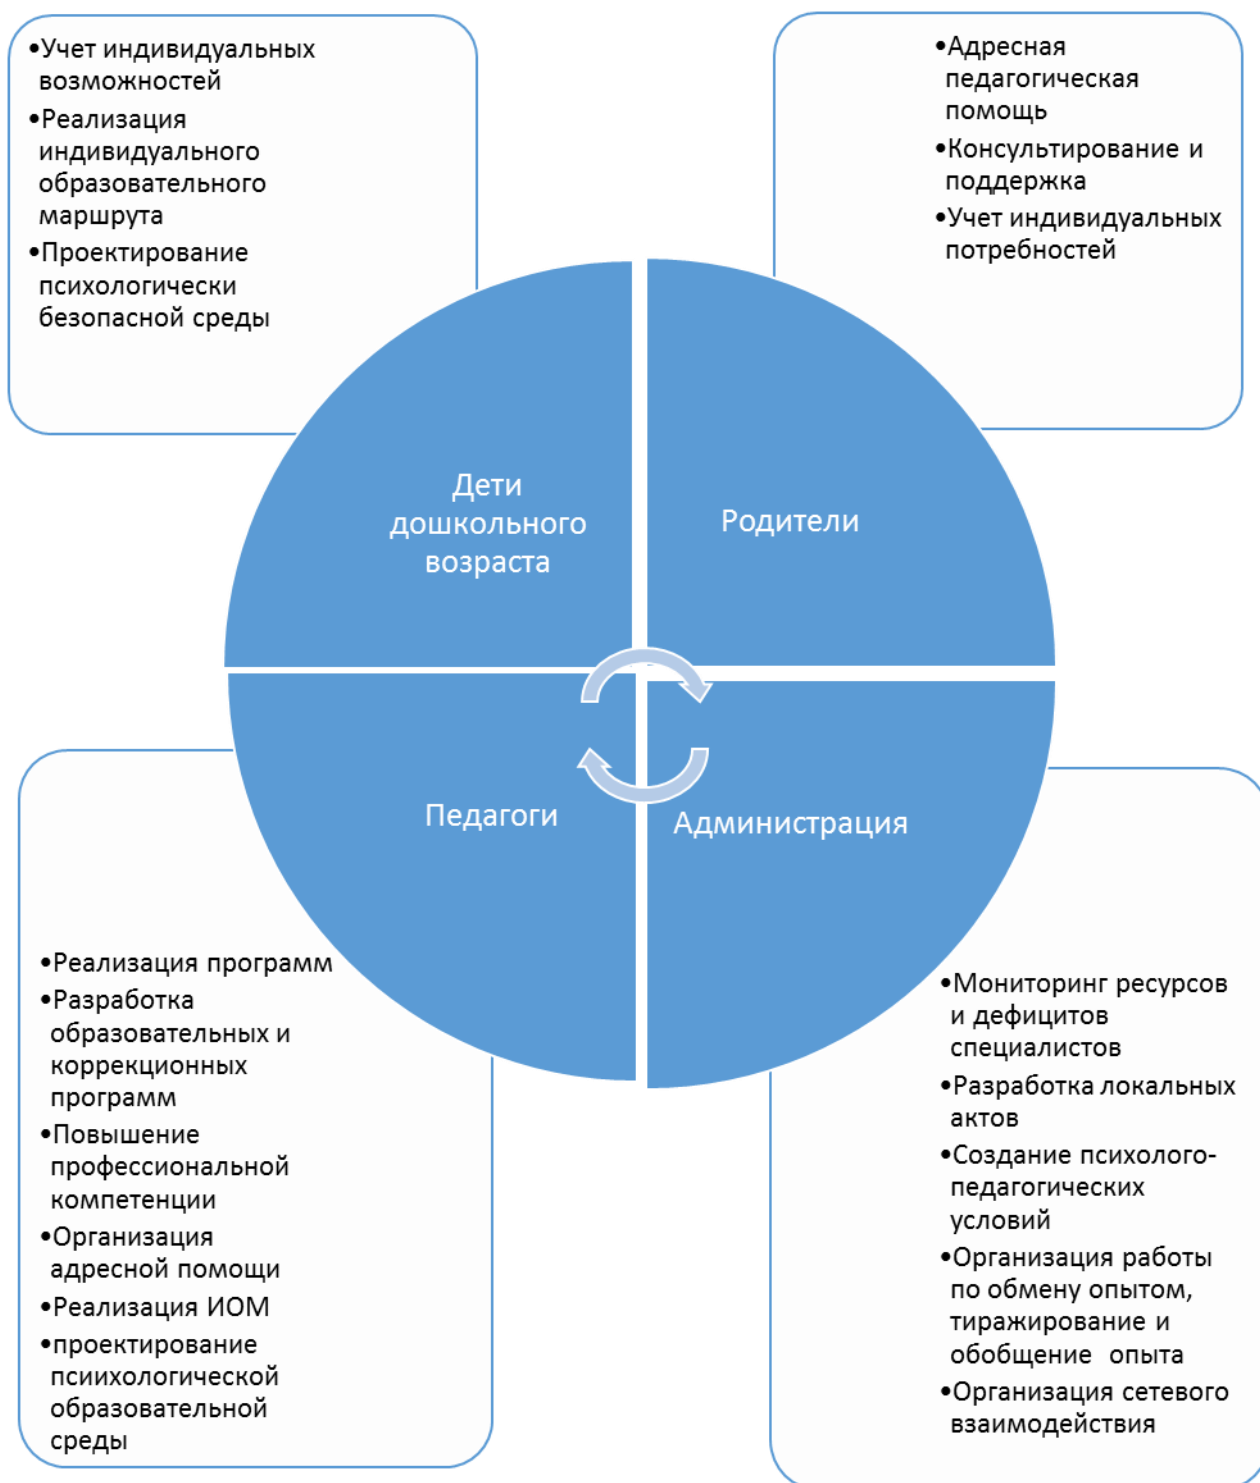 •Учет индивидуальных
возможностей
•Реализация
индивидуального
образовательного
маршрута
•Проектирование
психологически
безопасной среды
•Адресная
педагогическая
помощь
•Консультирование и
поддержка
•Учет индивидуальных
потребностей
Дети
дошкольного
возраста
Родители
Педагоги
Администрация
•Реализация программ
•Разработка
образовательных и
коррекционных
программ
•Повышение
профессиональной
компетенции
•Организация
адресной помощи
•Реализация ИОМ
•проектирование
псиихологической
образовательной
среды
•Мониторинг ресурсов
и дефицитов
специалистов
•Разработка локальных
актов
•Создание психолого-
педагогических
условий
•Организация работы
по обмену опытом,
тиражирование и
обобщение  опыта
•Организация сетевого
взаимодействия